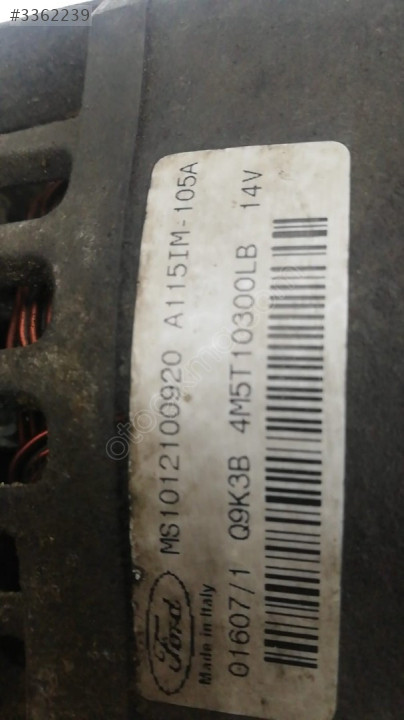 #3362239
MS1012100920 A115IM-105A
Ford
Made in Italy
01607/1 Q9K3B 4M5T10300LB 14V